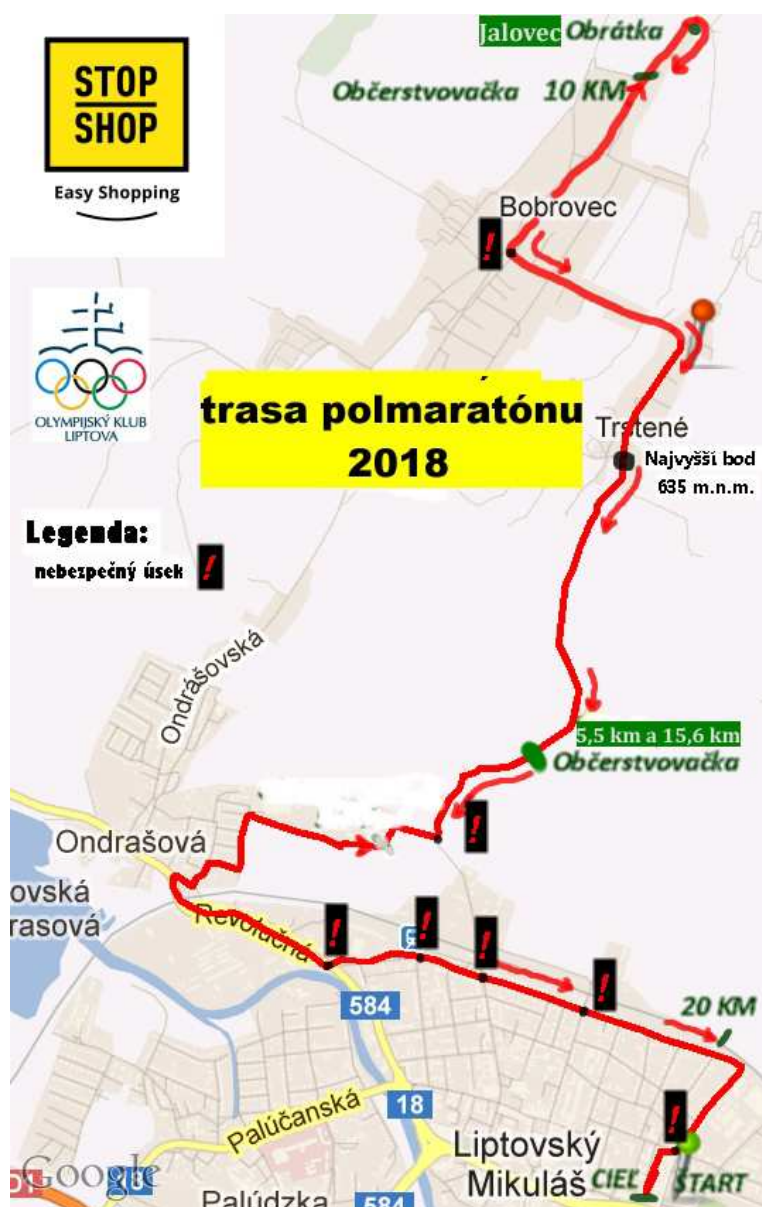 STOP
SHOP
Easy Shopping
Jalovec Obrátka
Občerstvovačka 10 KM
Bobrovec
OLYMPIJSKÝ KLUB
LIPTOVA
trasa polmaratónu
2018
Trstené
Najvyšší bod
635 m.n.m.
Legenda:
nebezpečný úsek !
Ondrášovská
5,5 km a 15,6 km
Občerstvovačka
Ondrašová
ovská
rasová
Revolučná
584
20 KM
18
Palúčanská
Liptovský
Mikuláš
CIEĽ
ŠTART
Google
18
Palúdzka
584